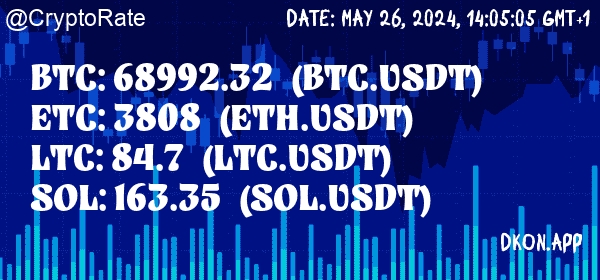 @CryptoRate
DATE: MAY 26, 2024, 14:05:05 GMT+1
BTC: 68992.32 (BTC.USDT)
ETC: 3808 (ETH.USDT)
LTC: 84.7 (LTC.USDT)
SOL: 163.35 (SOL.USDT)
DKON.APP